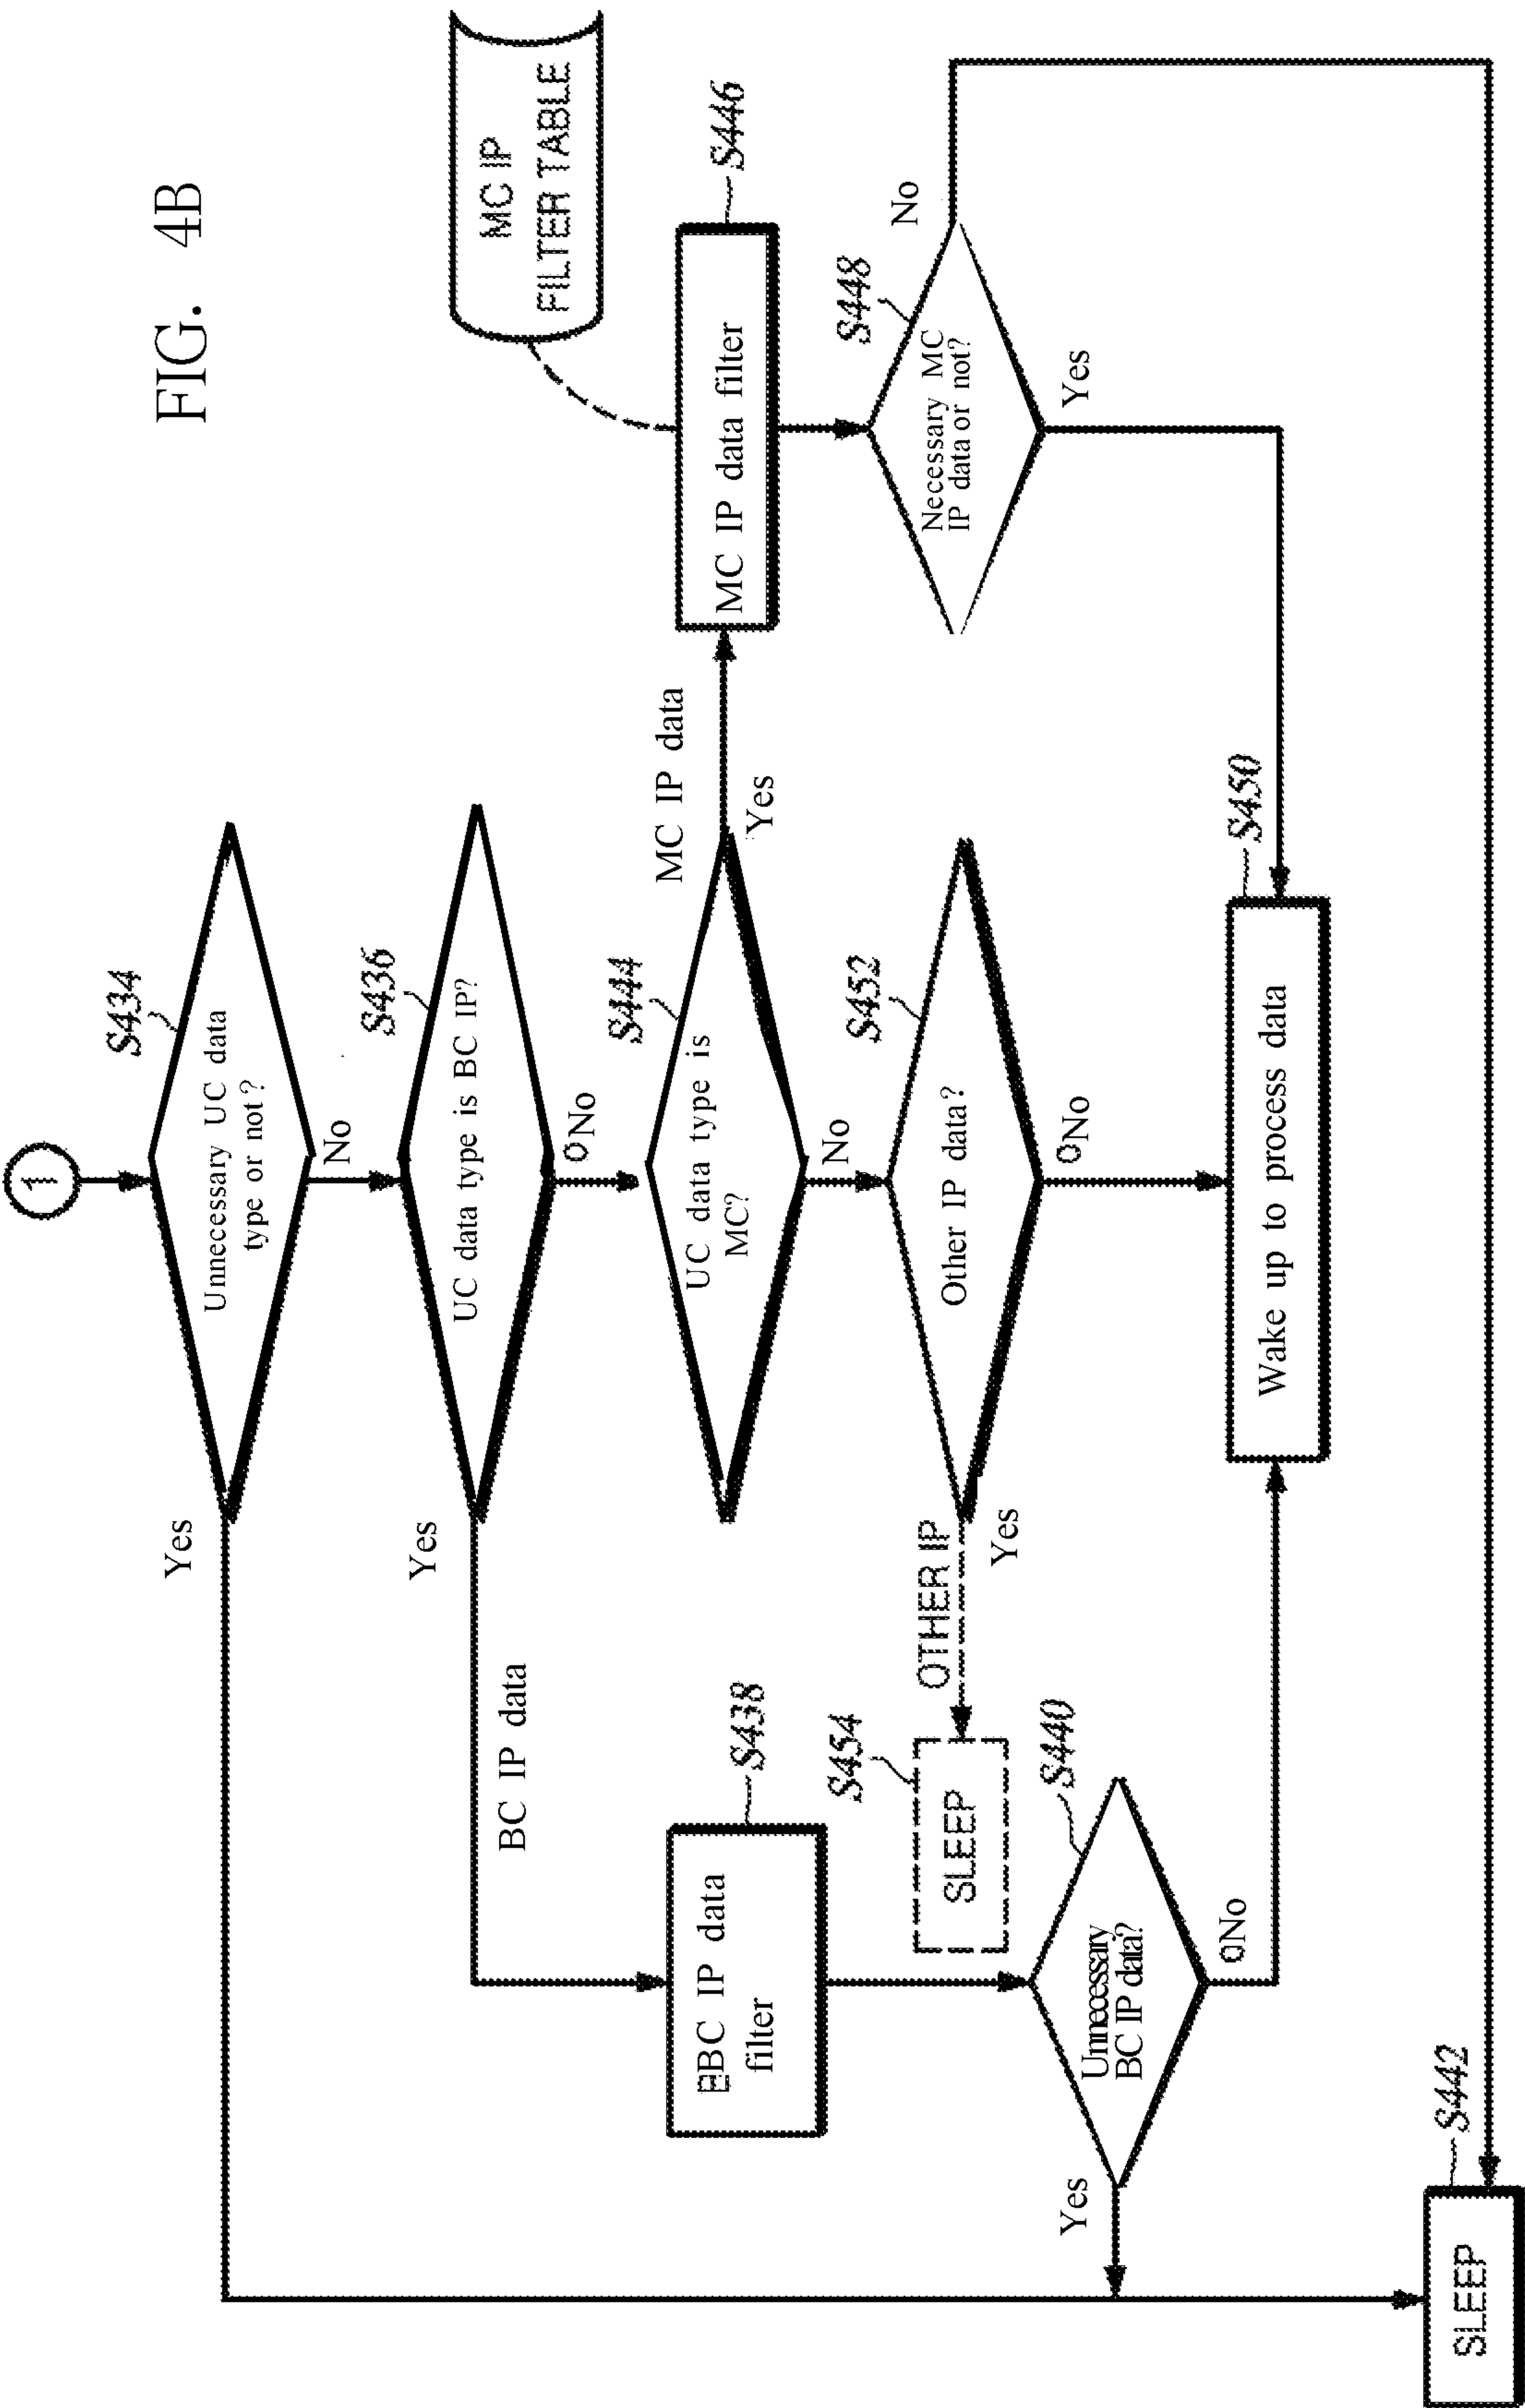 FIG. 4B
1
S434
Unnecessary UC data
type or not?
Yes
No
S436
UC data type is BC IP?
Yes
No
BC IP data
S438
BC IP data
filter
S444
UC data type is
MC?
MC IP data
Yes
No
MC IP
FILTER TABLE
S446
MC IP data filter
S448
Necessary MC
IP data or not?
No
Yes
S452
Other IP data?
OTHER IP
Yes
No
S454
SLEEP
S440
Unnecessary
BC IP data?
Yes
No
S450
Wake up to process data
S442
SLEEP